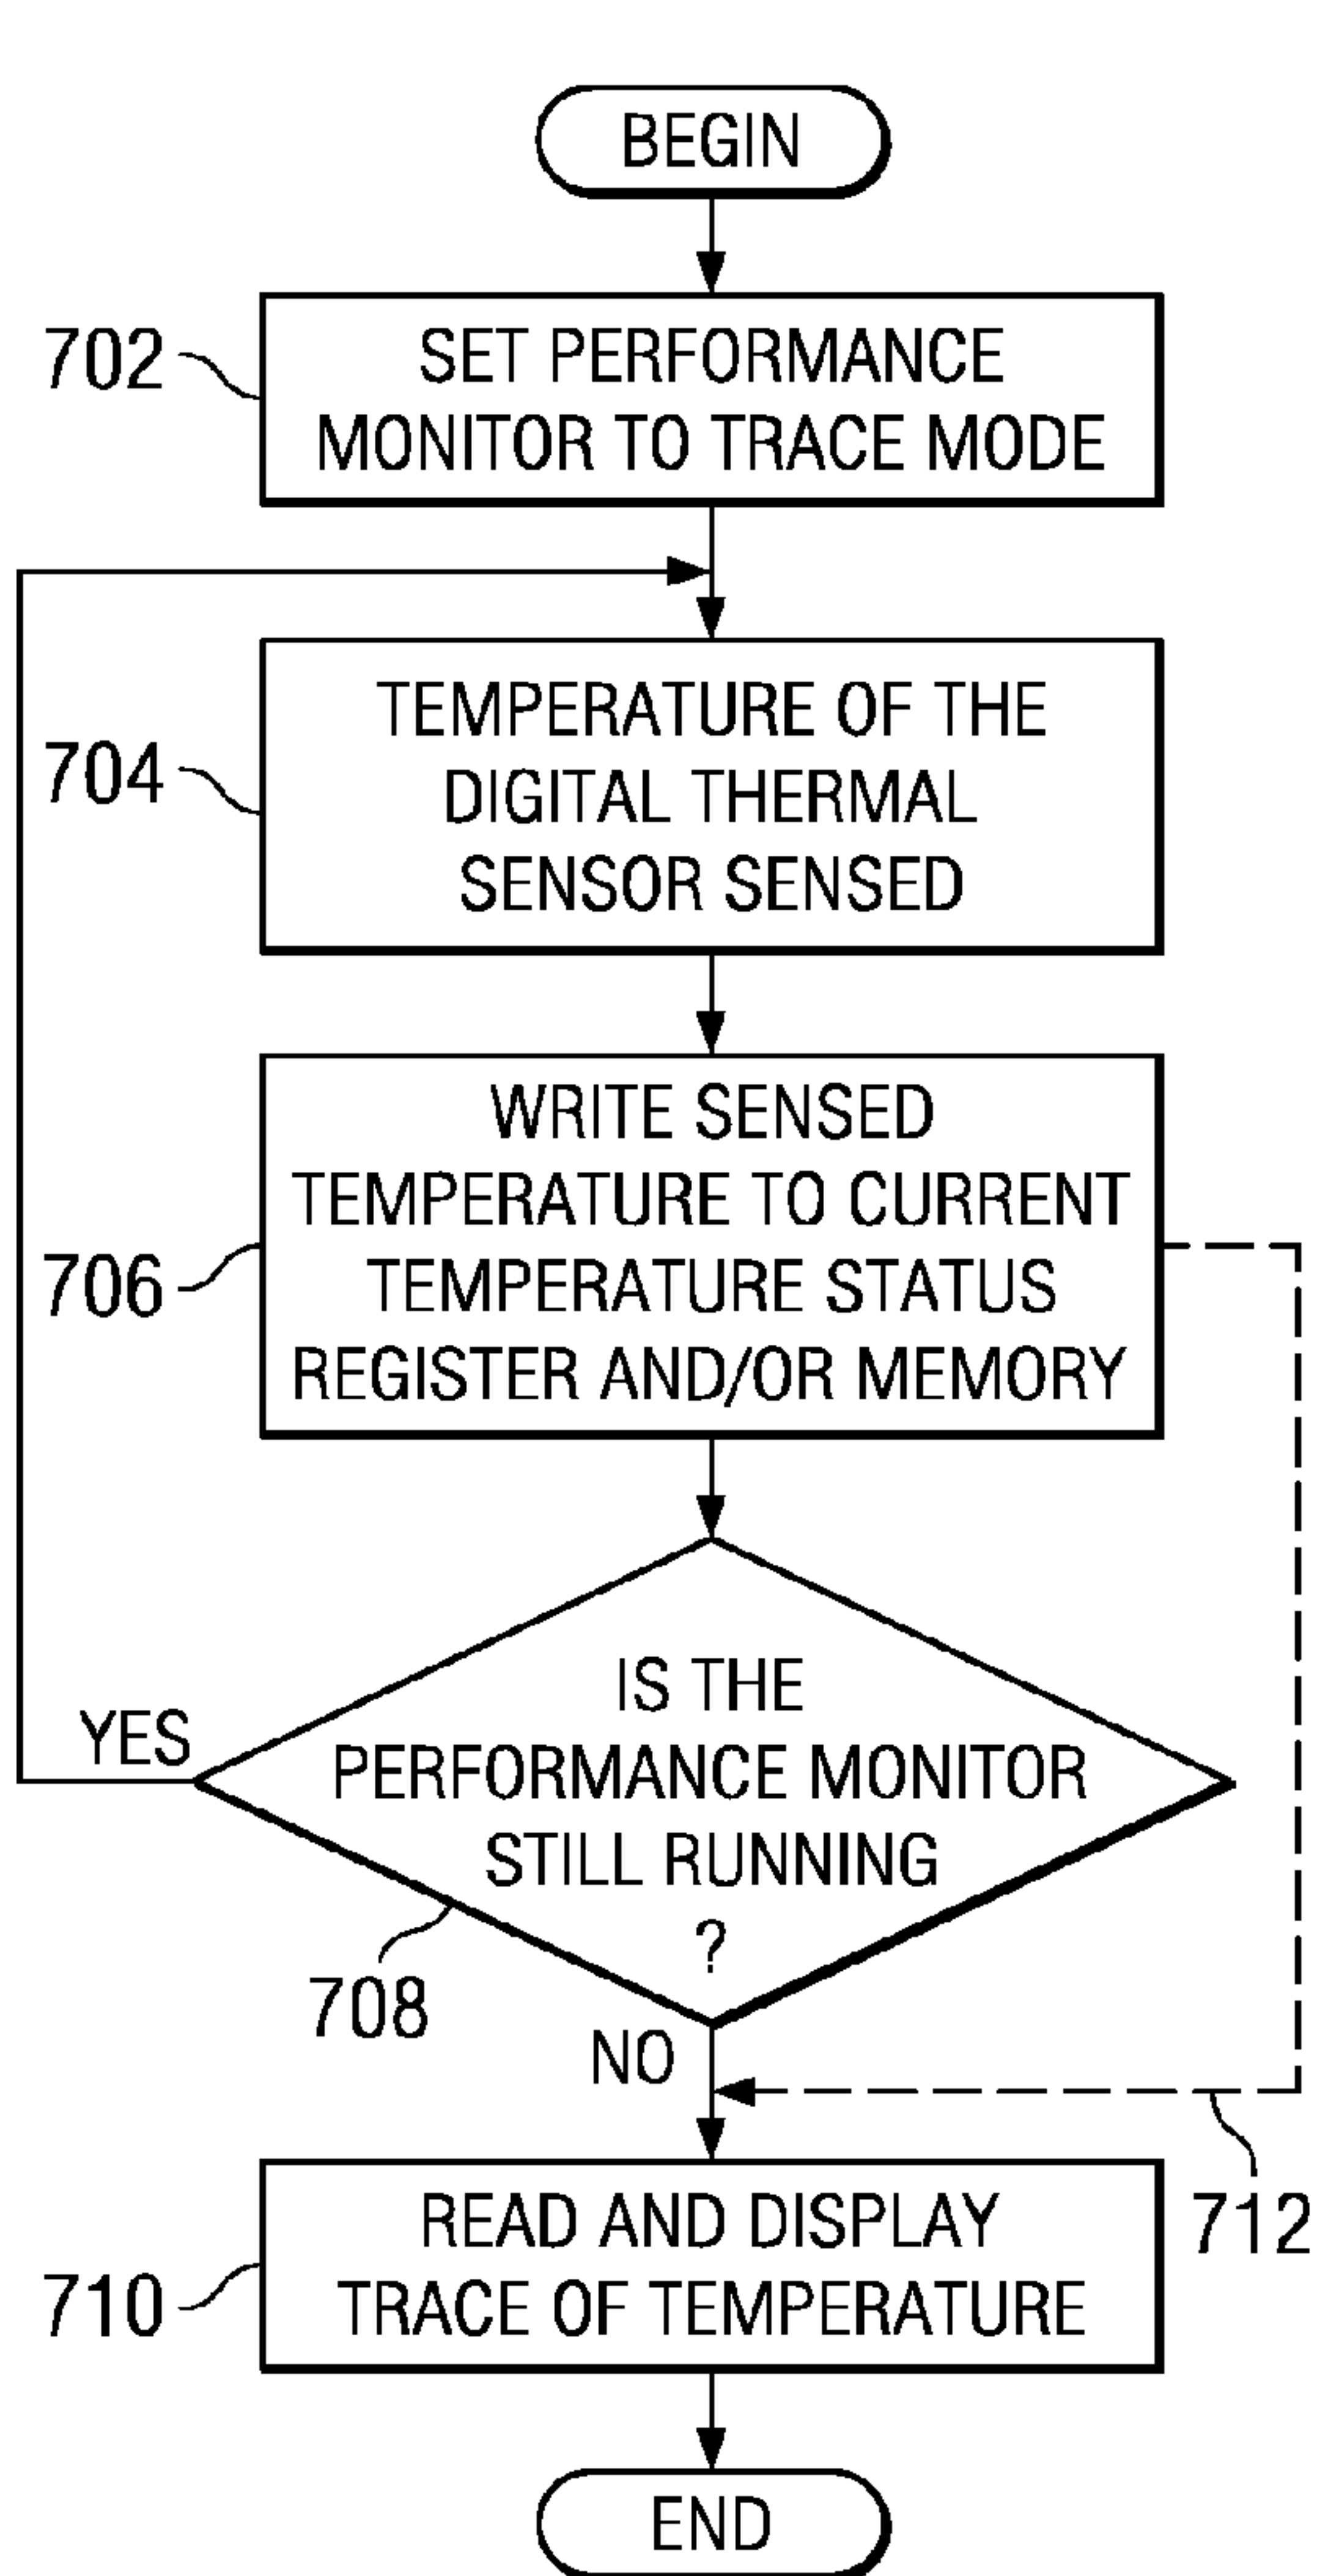 BEGIN
702
SET PERFORMANCE
MONITOR TO TRACE MODE
704
TEMPERATURE OF THE
DIGITAL THERMAL
SENSOR SENSED
706
WRITE SENSED
TEMPERATURE TO CURRENT
TEMPERATURE STATUS
REGISTER AND/OR MEMORY
YES
IS THE
PERFORMANCE MONITOR
STILL RUNNING
?
708
NO
712
710
READ AND DISPLAY
TRACE OF TEMPERATURE
END